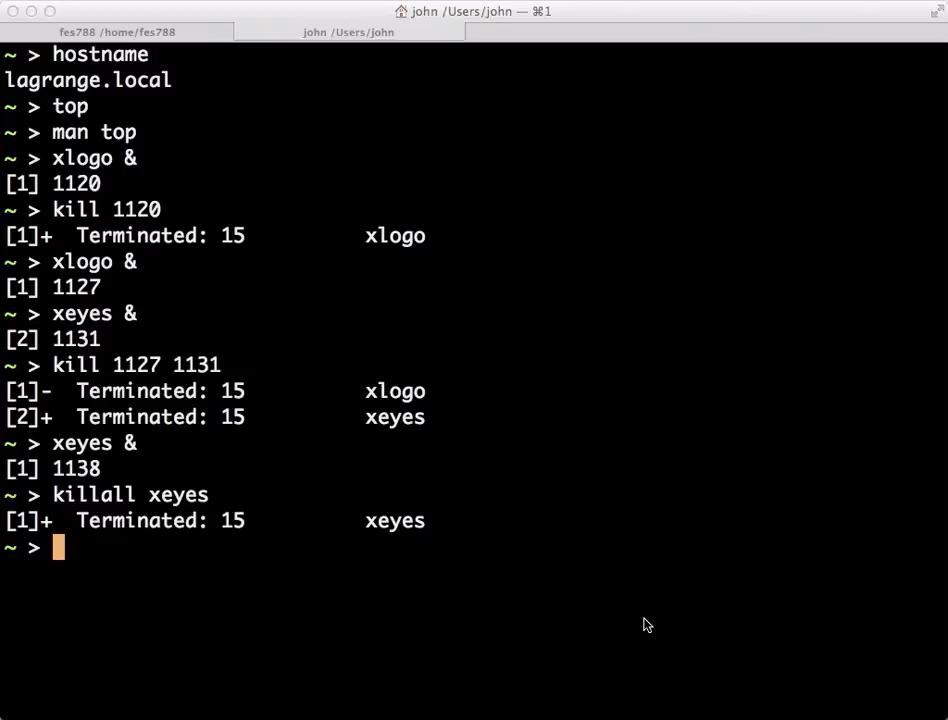 john /Users/john — ⌘1
fes788 /home/fes788
john /Users/john
~ > hostname
lagrange.local
~ > top
~ > man top
~ > xlogo &
[1] 1120
~ > kill 1120
[1]+  Terminated: 15          xlogo
~ > xlogo &
[1] 1127
~ > xeyes &
[2] 1131
~ > kill 1127 1131
[1]-  Terminated: 15          xlogo
[2]+  Terminated: 15          xeyes
~ > xeyes &
[1] 1138
~ > killall xeyes
[1]+  Terminated: 15          xeyes
~ >